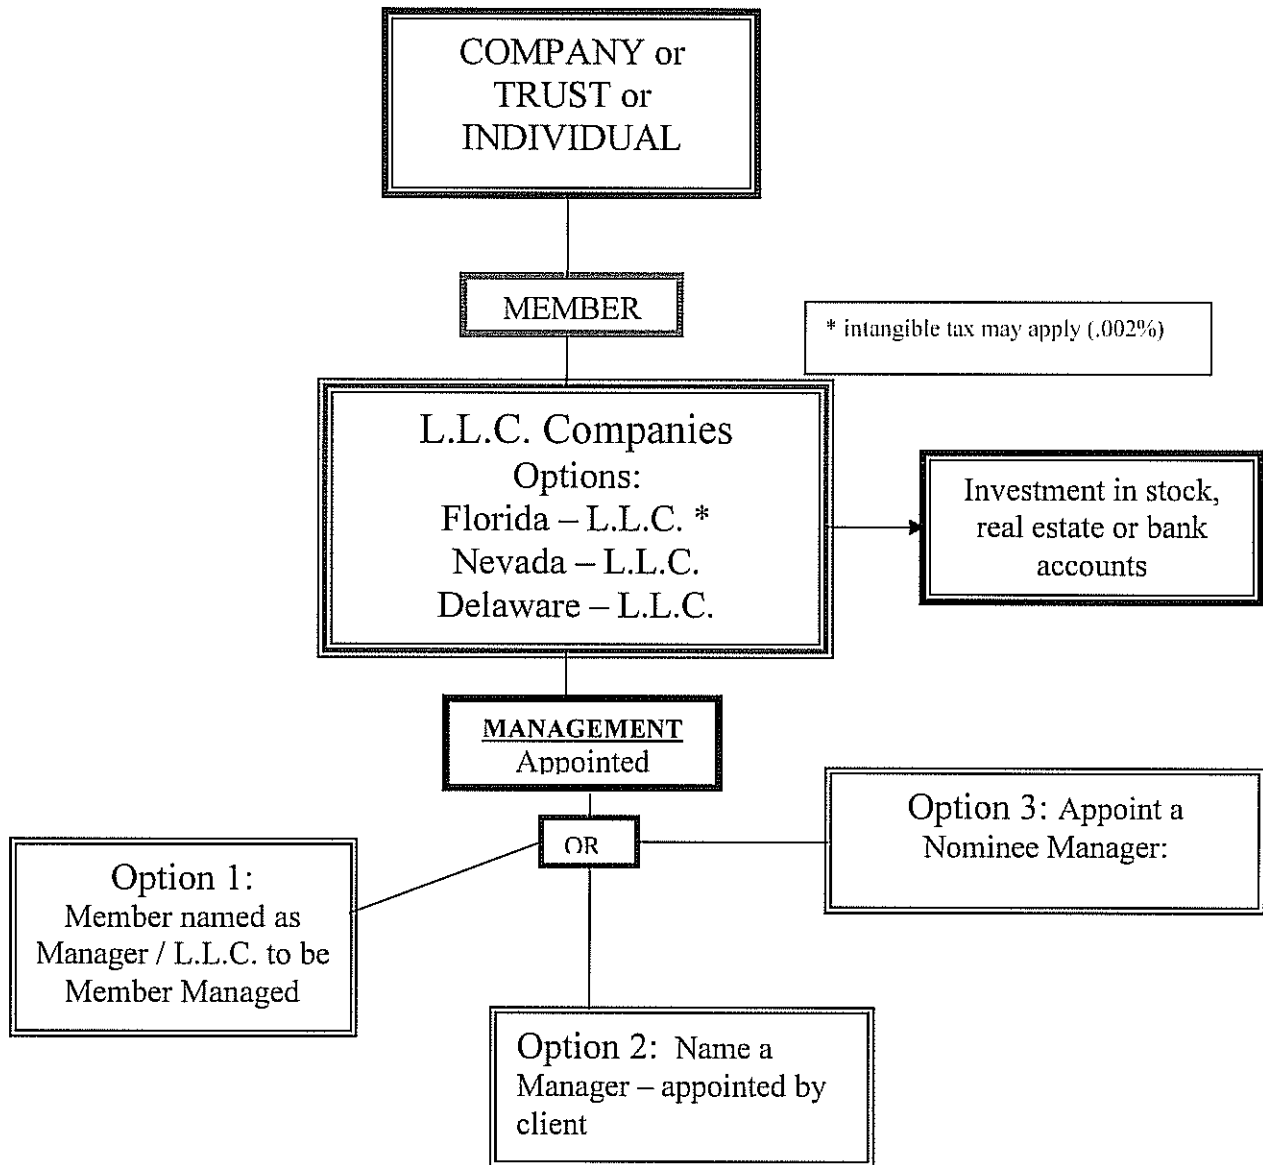 COMPANY or
TRUST or
INDIVIDUAL
MEMBER
* intangible tax may apply (.002%)
L.L.C. Companies
Options:
Florida – L.L.C. *
Nevada – L.L.C.
Delaware – L.L.C.
Investment in stock,
real estate or bank
accounts
MANAGEMENT
Appointed
OR
Option 3: Appoint a
Nominee Manager:
Option 1:
Member named as
Manager / L.L.C. to be
Member Managed
Option 2: Name a
Manager – appointed by
client